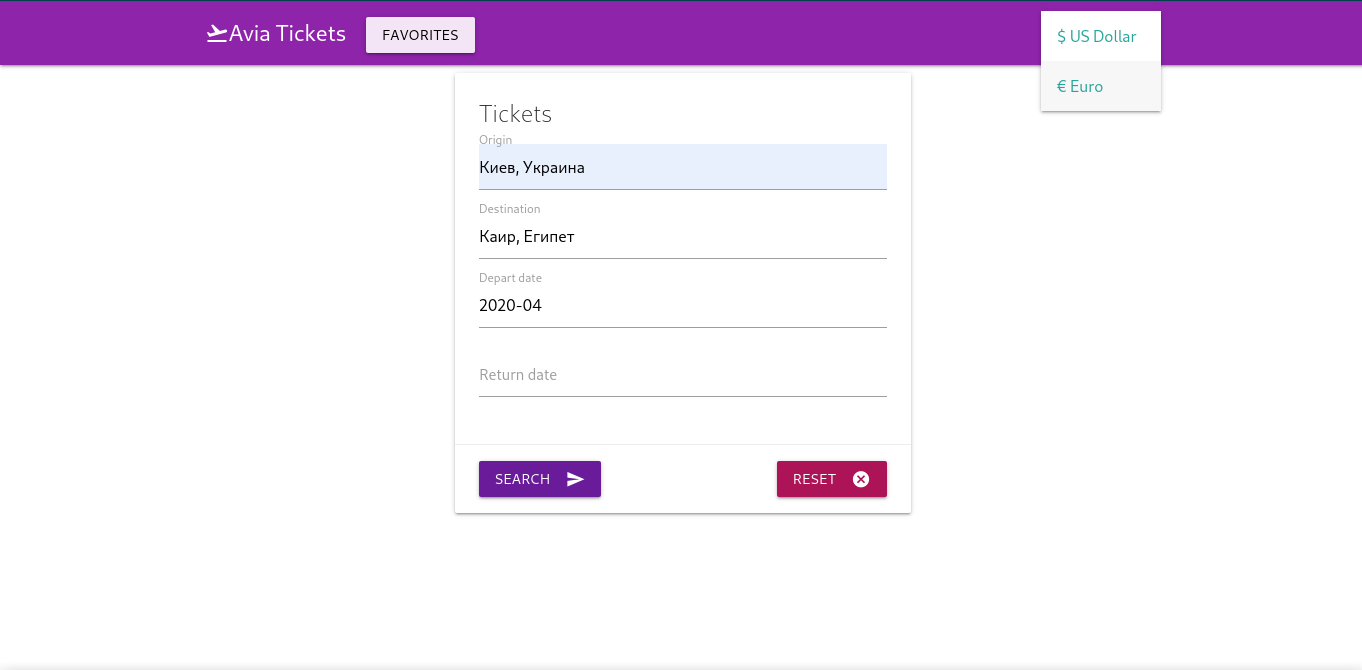 Avia Tickets
FAVORITES
$ US Dollar
€ Euro
Tickets
Origin
Киев, Украина
Destination
Каир, Египет
Depart date
2020-04
Return date
SEARCH
RESET